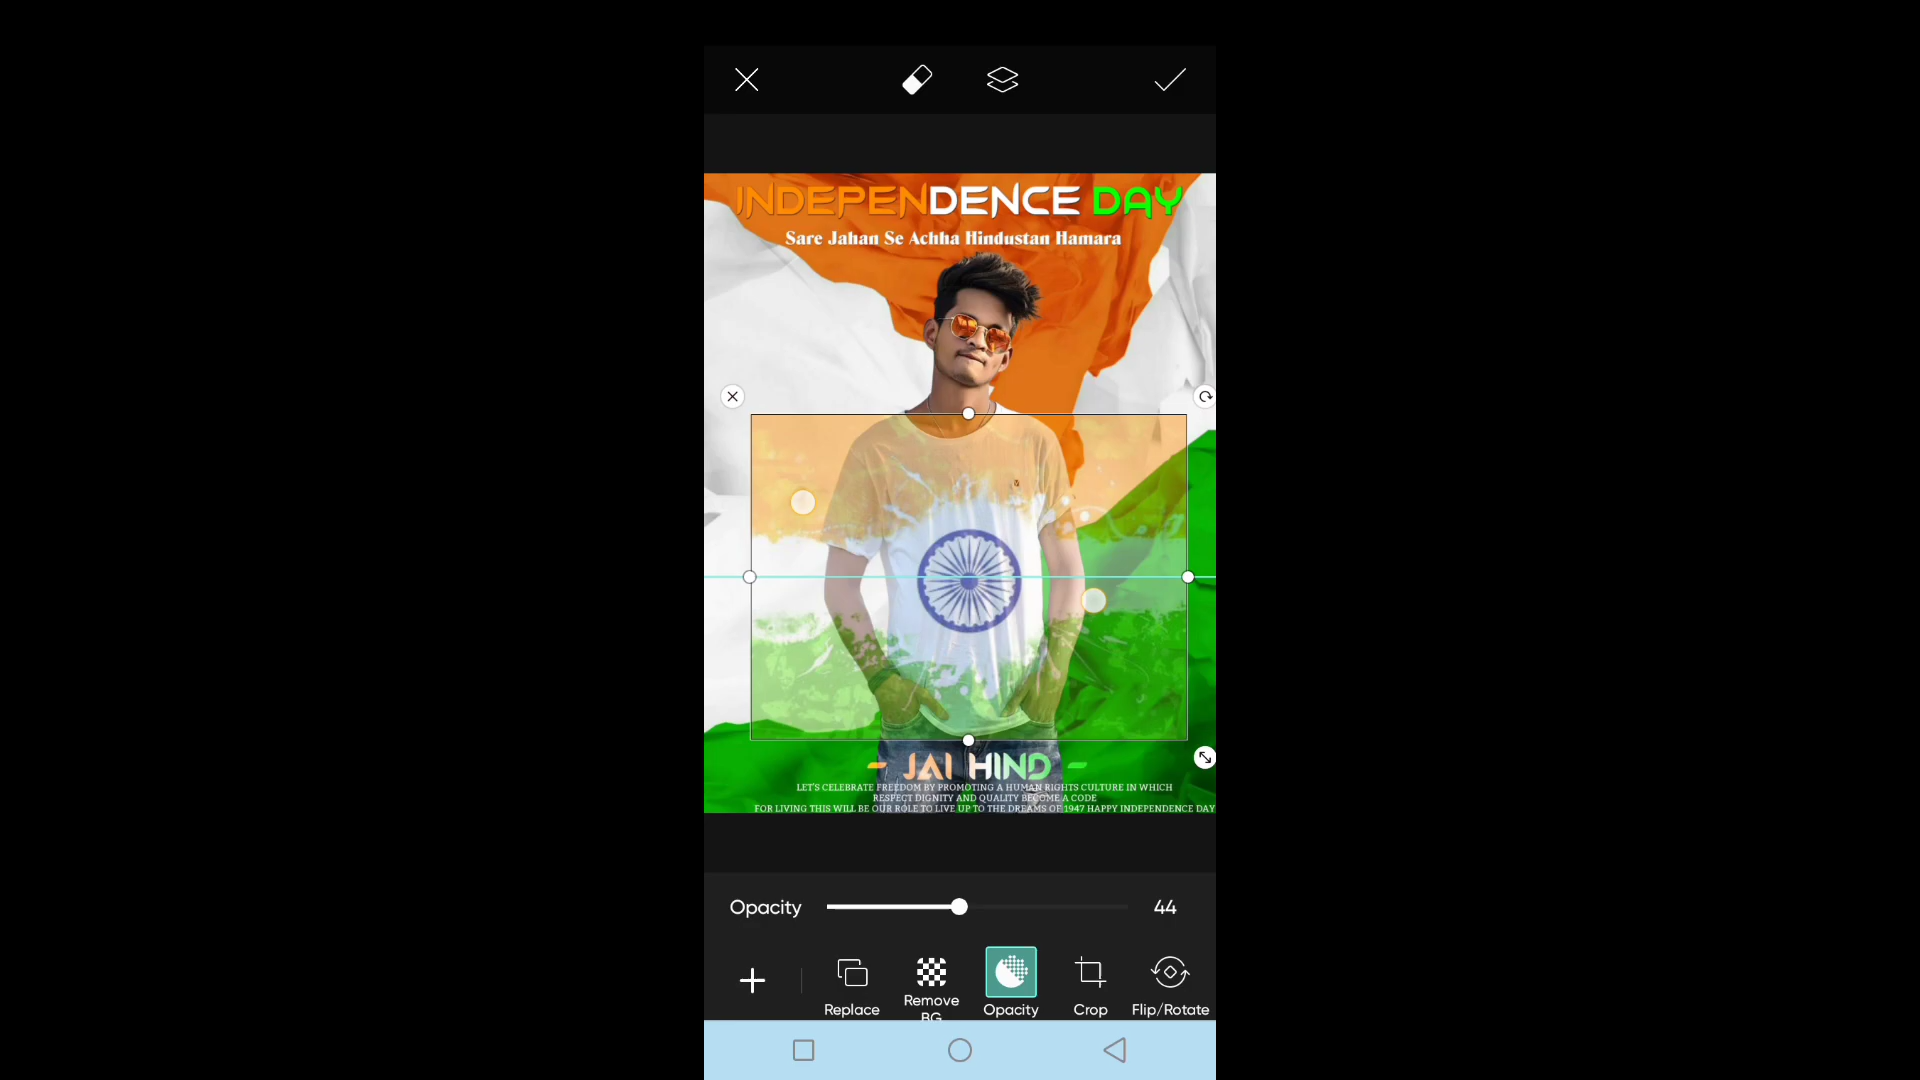 INDEPENDENCE DAY
Sare Jahan Se Achha Hindustan Hamara
- JAI HIND -
LET'S CELEBRATE FREEDOM BY PROMOTING A HUMAN RIGHTS CULTURE IN WHICH
RESPECT DIGNITY AND QUALITY BECOME A CODE
FOR LIVING THIS WILL BE OUR ROLE TO LIVE UP TO THE DREAMS OF 1947 HAPPY INDEPENDENCE DAY
Opacity 44
Replace Remove BG Opacity Crop Flip/Rotate